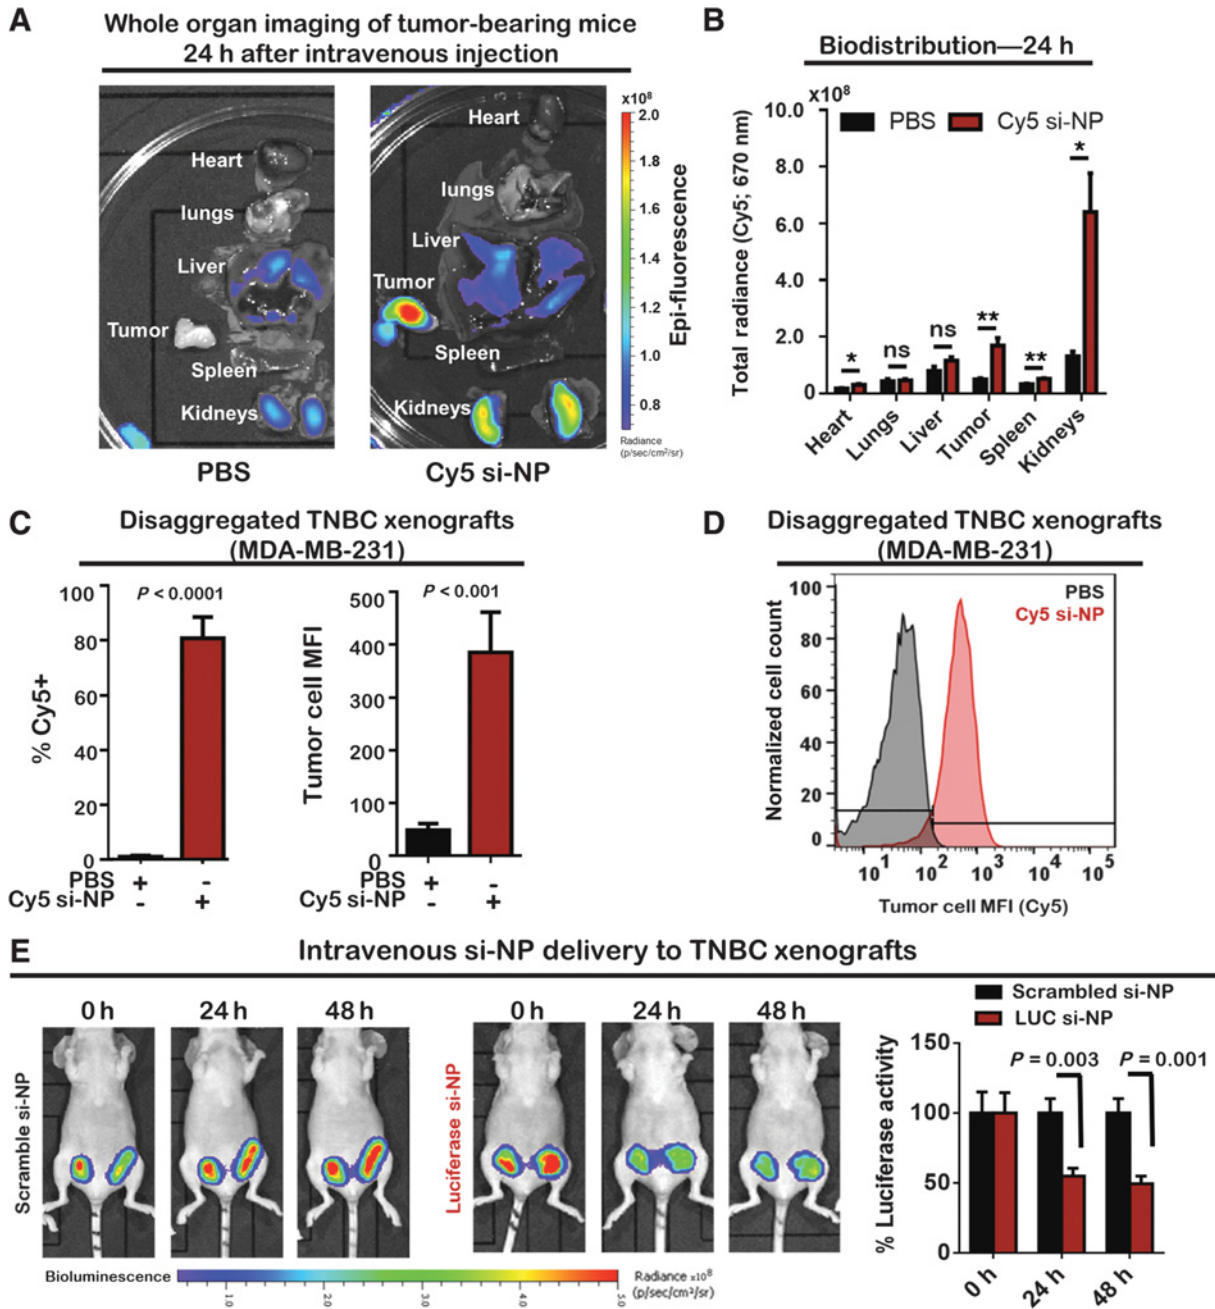 A
Whole organ imaging of tumor-bearing mice
24 h after intravenous injection
Heart
lungs
Liver
Tumor
Spleen
Kidneys
PBS
Heart
lungs
Liver
Tumor
Spleen
Kidneys
Cy5 si-NP
x10⁸
2.0
1.8
1.6
1.4
1.2
1.0
0.8
Epi-fluorescence
Radiance
(p/sec/cm²/sr)
B
Biodistribution—24 h
x10⁸
10.0
8.0
6.0
4.0
2.0
0
Total radiance (Cy5; 670 nm)
PBS
Cy5 si-NP
* ns ns ** ** *
Heart
Lungs
Liver
Tumor
Spleen
Kidneys
C
Disaggregated TNBC xenografts
(MDA-MB-231)
P < 0.0001
100
80
60
40
20
0
% Cy5+
PBS + -
Cy5 si-NP - +
P < 0.001
500
400
300
200
100
0
Tumor cell MFI
PBS + -
Cy5 si-NP - +
D
Disaggregated TNBC xenografts
(MDA-MB-231)
PBS
Cy5 si-NP
100
80
60
40
20
0
Normalized cell count
10¹ 10² 10³ 10⁴ 10⁵
Tumor cell MFI (Cy5)
E
Intravenous si-NP delivery to TNBC xenografts
Scramble si-NP
0 h 24 h 48 h
Luciferase si-NP
0 h 24 h 48 h
Bioluminescence
1.0 2.0 3.0 4.0 5.0
Radiance x10⁸
(p/sec/cm²/sr)
Scrambled si-NP
LUC si-NP
P = 0.003 P = 0.001
150
100
50
0
% Luciferase activity
0 h
24 h
48 h